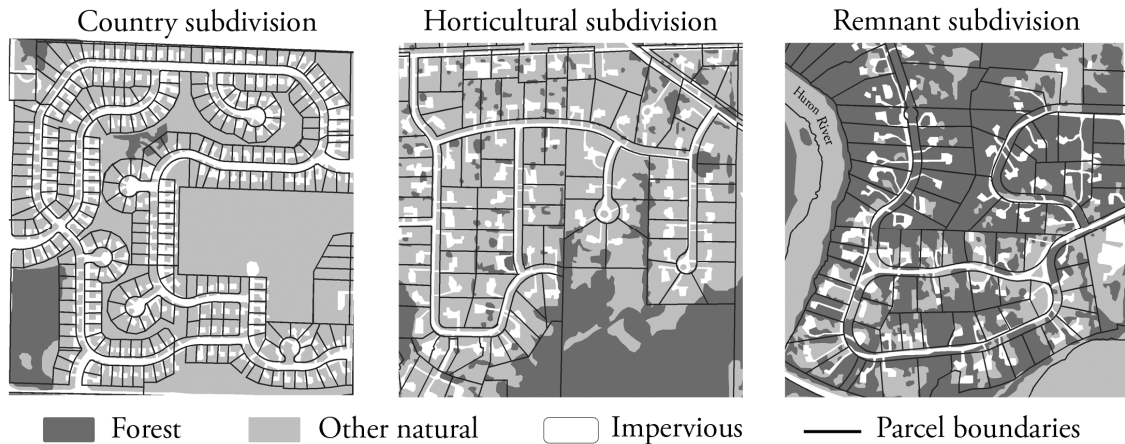 Country subdivision
Horticultural subdivision
Remnant subdivision
Huron River
Forest
Other natural
Impervious
Parcel boundaries